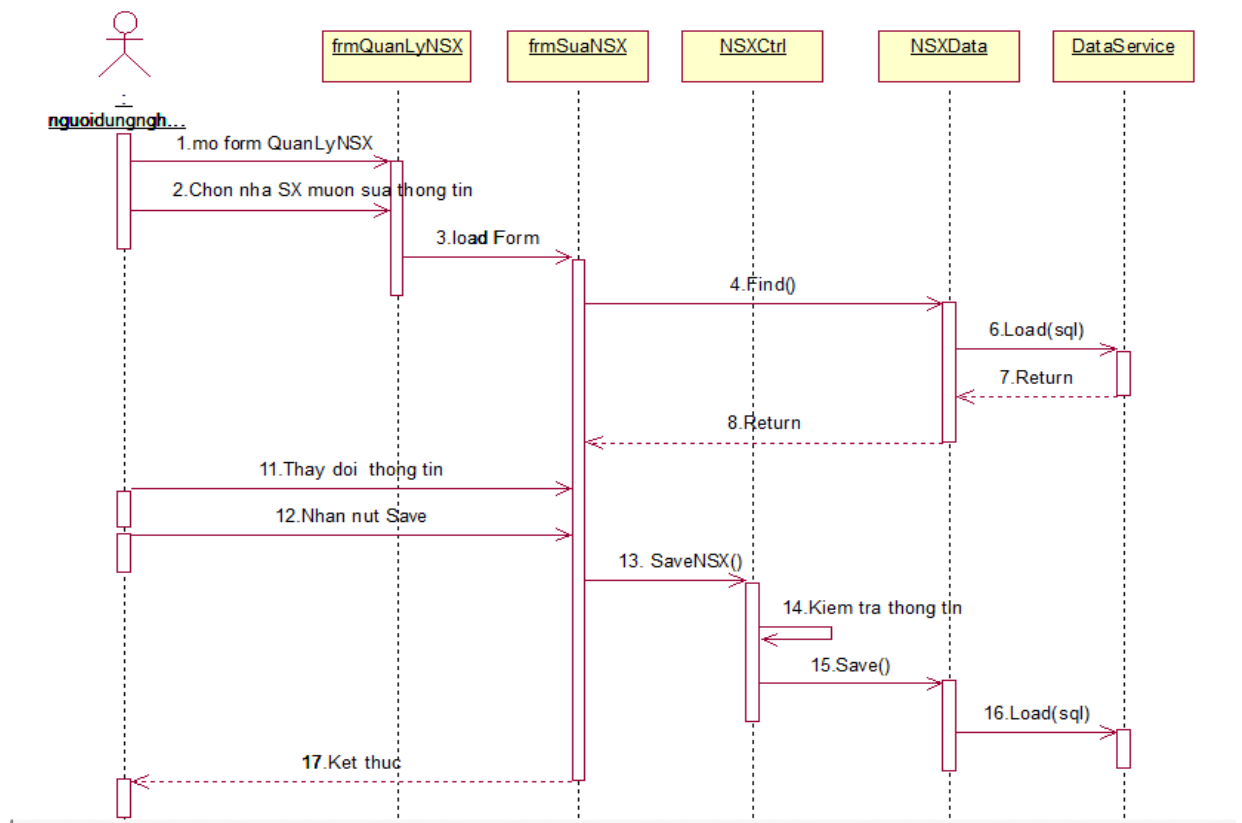 frmQuanLyNSX
frmSuaNSX
NSXCtrl
NSXData
DataService
:
nguoidungngh...
1.mo form QuanLyNSX
2.Chon nha SX muon sua thong tin
3.load Form
4.Find()
6.Load(sql)
7.Return
8.Return
11.Thay doi thong tin
12.Nhan nut Save
13. SaveNSX()
14.Kiem tra thong tin
15.Save()
16.Load(sql)
17.Ket thuc